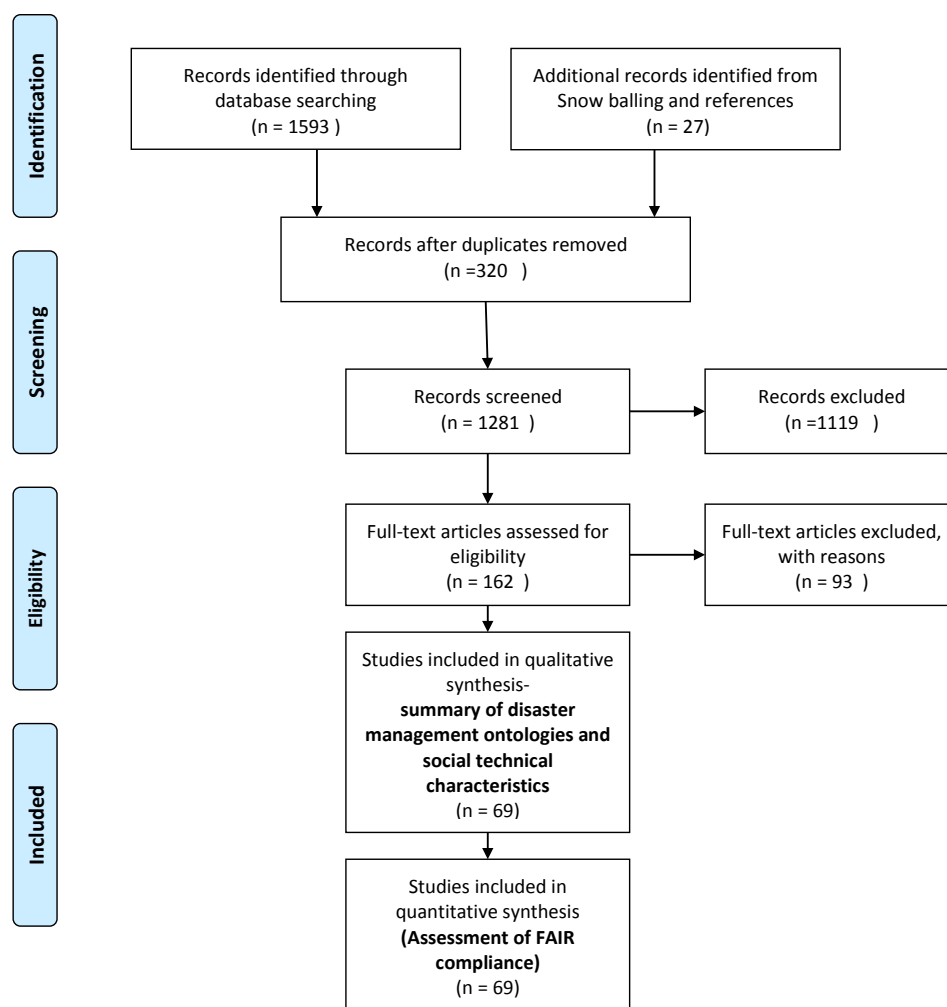 Identification
Records identified through
database searching
(n = 1593 )
Additional records identified from
Snow balling and references
(n = 27)
Records after duplicates removed
(n =320 )
Screening
Records screened
(n = 1281 )
Records excluded
(n =1119 )
Eligibility
Full-text articles assessed for
eligibility
(n = 162 )
Full-text articles excluded,
with reasons
(n = 93 )
Studies included in qualitative
synthesis-
summary of disaster
management ontologies and
social technical
characteristics
(n = 69)
Included
Studies included in
quantitative synthesis
(Assessment of FAIR
compliance)
(n = 69)